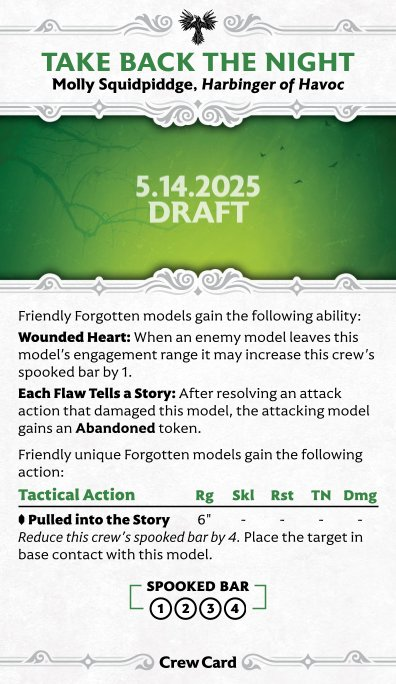 TAKE BACK THE NIGHT
Molly Squidpiddge, Harbinger of Havoc
5.14.2025
DRAFT
Friendly Forgotten models gain the following ability:
Wounded Heart: When an enemy model leaves this
model's engagement range it may increase this crew's
spooked bar by 1.
Each Flaw Tells a Story: After resolving an attack
action that damaged this model, the attacking model
gains an Abandoned token.
Friendly unique Forgotten models gain the following
action:
Tactical Action Rg Skl Rst TN Dmg
Pulled into the Story 6" - - - -
Reduce this crew's spooked bar by 4. Place the target in
base contact with this model.
SPOOKED BAR
1 2 3 4
Crew Card